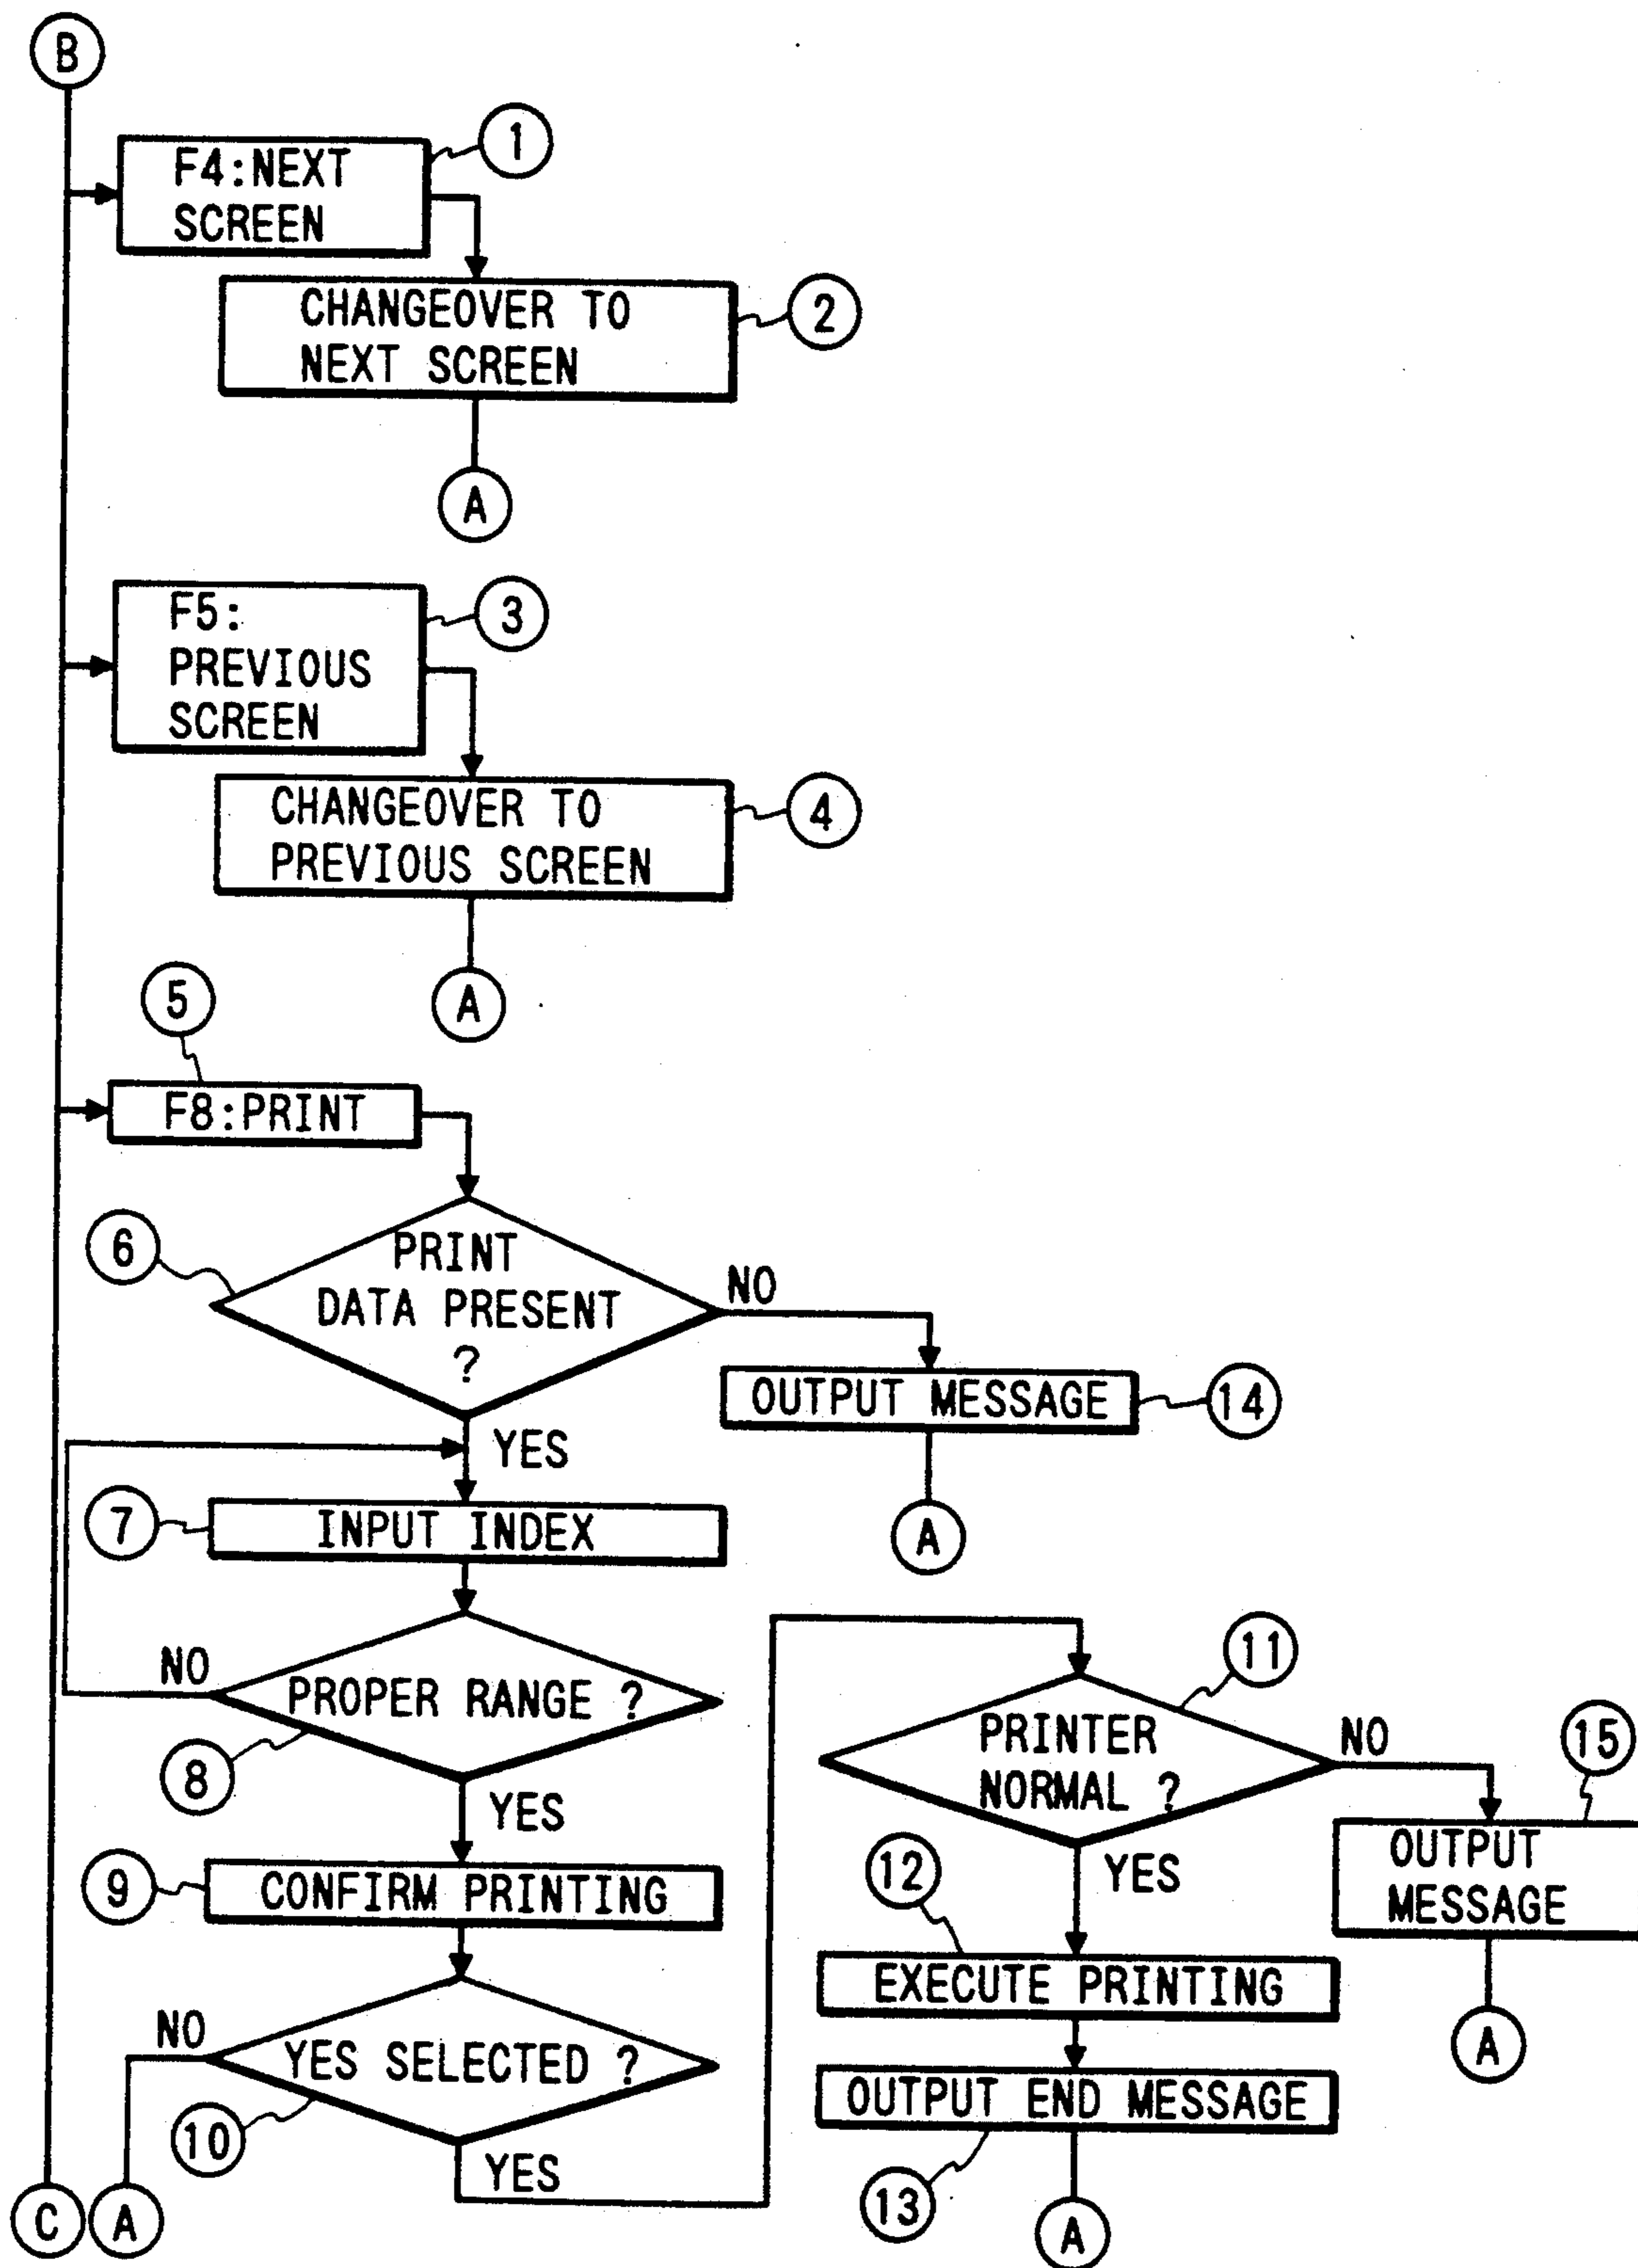 B
1
F4:NEXT
SCREEN
2
CHANGEOVER TO
NEXT SCREEN
A
3
F5:
PREVIOUS
SCREEN
4
CHANGEOVER TO
PREVIOUS SCREEN
A
5
F8:PRINT
6
PRINT
DATA PRESENT
?
NO
OUTPUT MESSAGE
14
YES
A
7
INPUT INDEX
NO
PROPER RANGE ?
8
YES
9
CONFIRM PRINTING
NO
YES SELECTED ?
10
YES
C
A
11
PRINTER
NORMAL ?
NO
15
OUTPUT
MESSAGE
A
YES
12
EXECUTE PRINTING
OUTPUT END MESSAGE
13
A